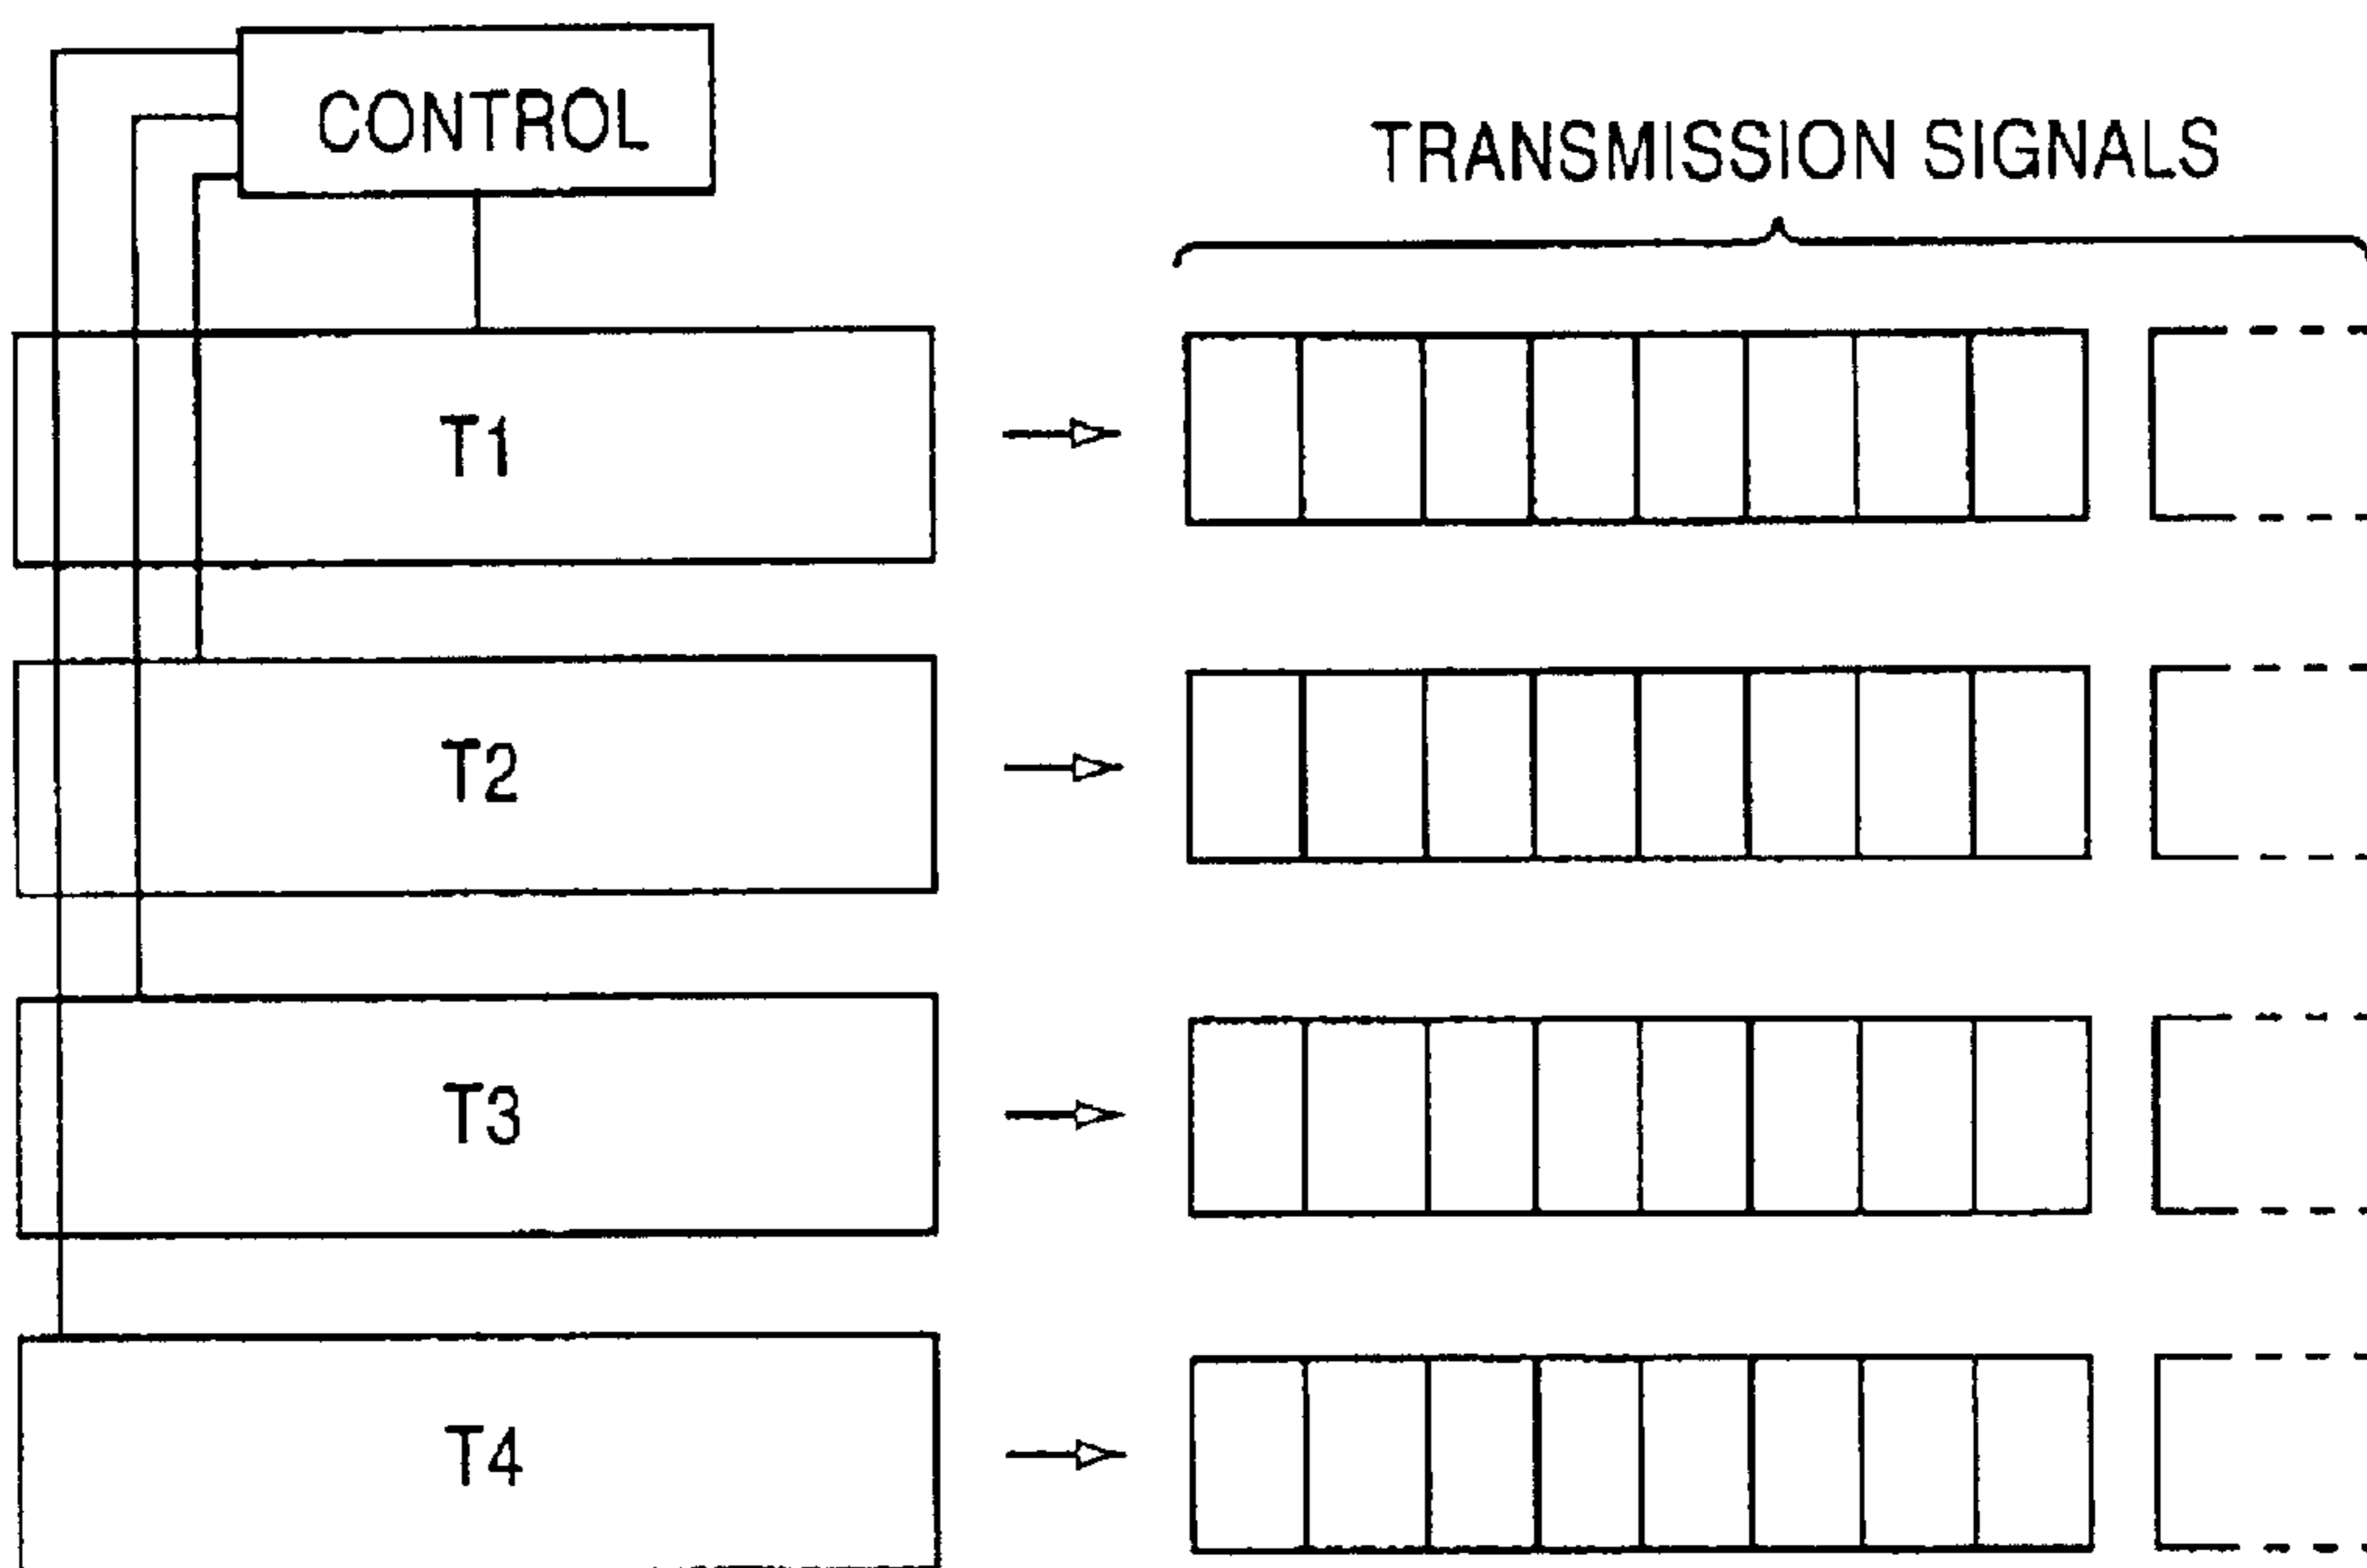 CONTROL
TRANSMISSION SIGNALS
T1
T2
T3
T4